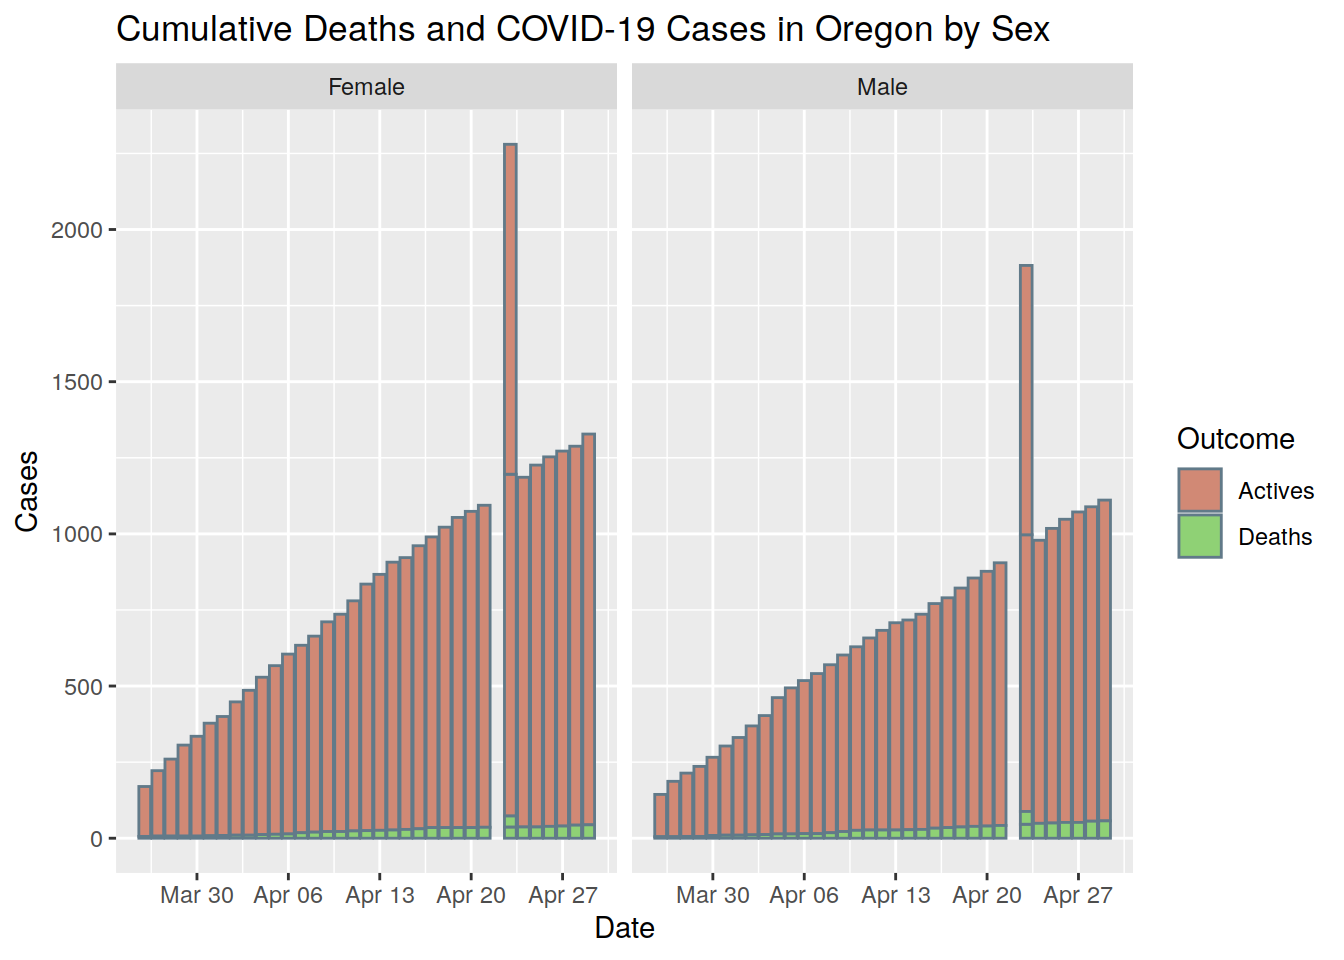 Cumulative Deaths and COVID-19 Cases in Oregon by Sex
Female
Male
Cases
2000
1500
1000
500
0
Mar 30
Apr 06
Apr 13
Apr 20
Apr 27
Mar 30
Apr 06
Apr 13
Apr 20
Apr 27
Date
Outcome
Actives
Deaths